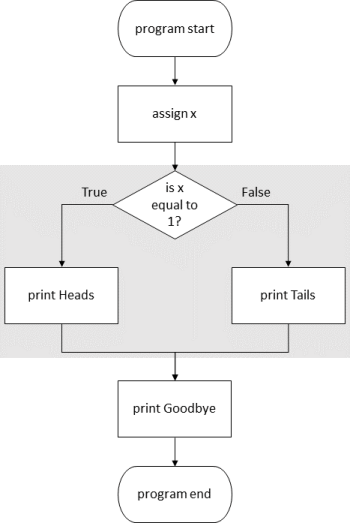 program start
assign x
is x
equal to
1?
True
False
print Heads
print Tails
print Goodbye
program end